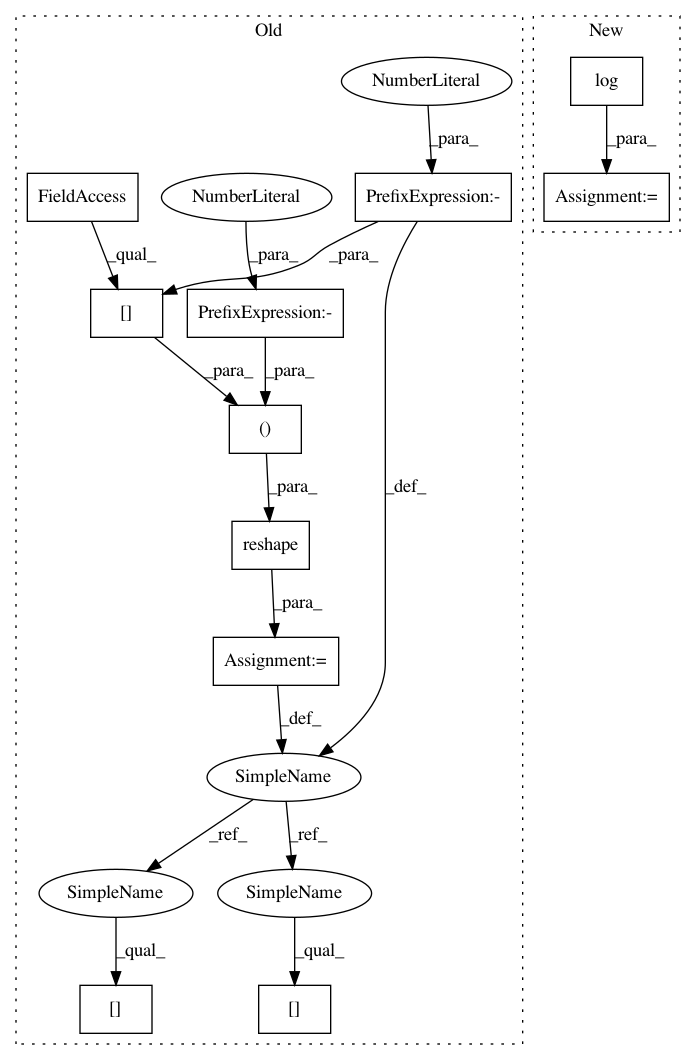 Old
New
NumberLiteral
log
_para_
_para_
FieldAccess
NumberLiteral
PrefixExpression:-
Assignment:=
_qual_
_para_
_para_
[]
PrefixExpression:-
_para_
_para_
()
_para_
_def_
reshape
_para_
Assignment:=
_def_
SimpleName
_ref_
_ref_
SimpleName
SimpleName
_qual_
_qual_
[]
[]